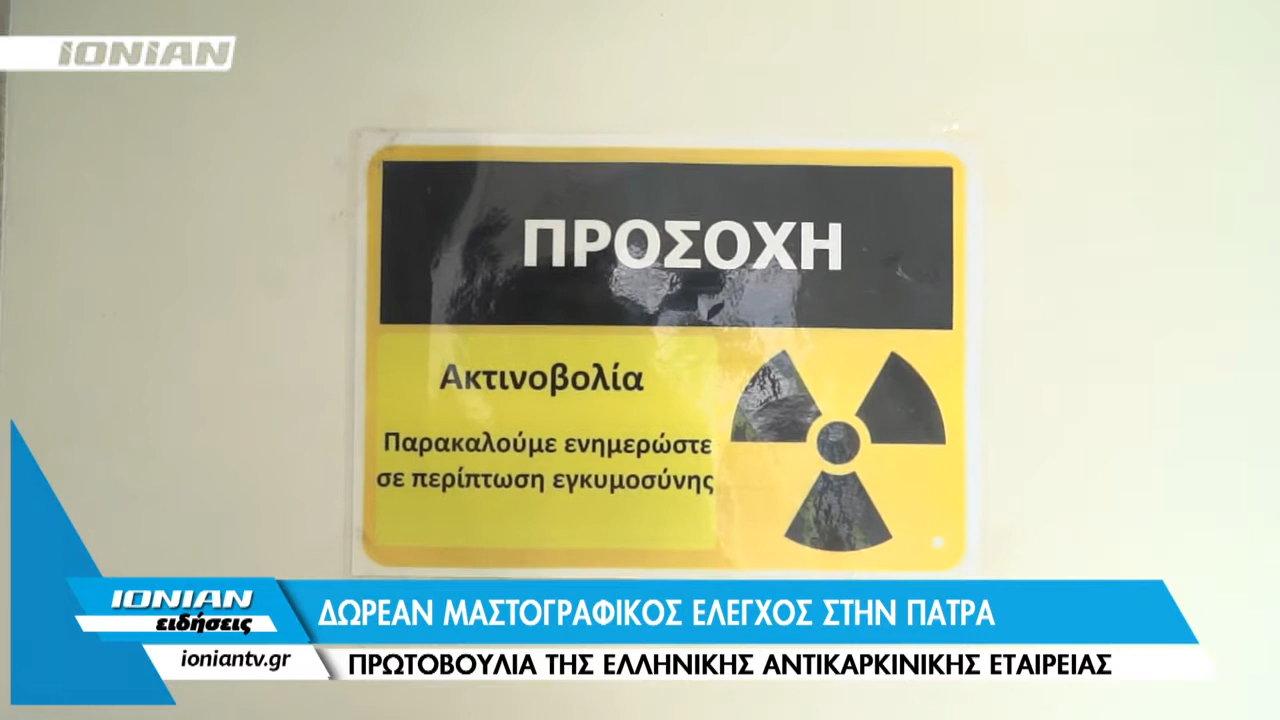 IONIAN
ΠΡΟΣΟΧΗ
Ακτινοβολία
Παρακαλούμε ενημερώστε
σε περίπτωση εγκυμοσύνης
IONIAN
ειδήσεις
ΔΩΡΕΑΝ ΜΑΣΤΟΓΡΑΦΙΚΟΣ ΕΛΕΓΧΟΣ ΣΤΗΝ ΠΑΤΡΑ
ioniantv.gr
ΠΡΩΤΟΒΟΥΛΙΑ ΤΗΣ ΕΛΛΗΝΙΚΗΣ ΑΝΤΙΚΑΡΚΙΝΙΚΗΣ ΕΤΑΙΡΕΙΑΣ